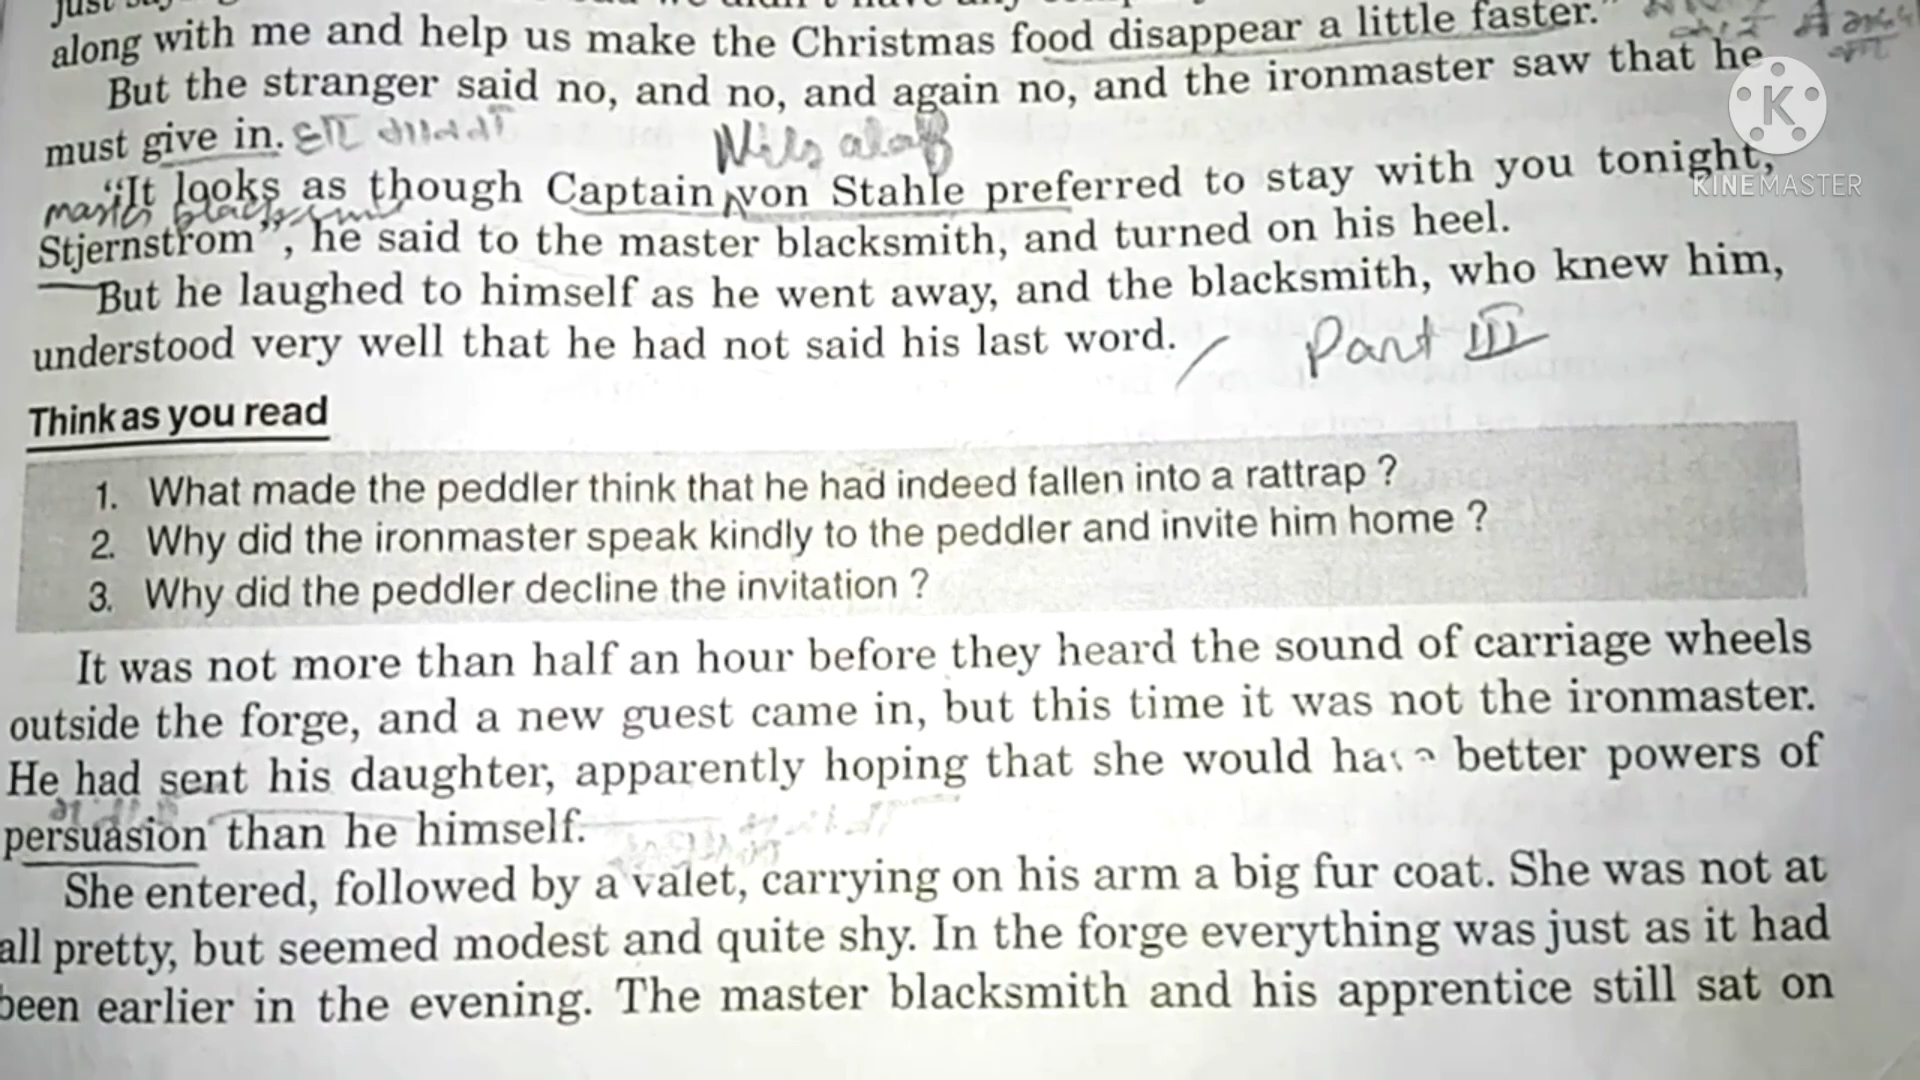 just
along with me and help us make the Christmas food disappear a little faster."
But the stranger said no, and no, and again no, and the ironmaster saw that he
must give in.
Nils alof
"It looks as though Captain von Stahle preferred to stay with you tonight,
master blacksmi
Stjernstrom", he said to the master blacksmith, and turned on his heel.
But he laughed to himself as he went away, and the blacksmith, who knew him,
understood very well that he had not said his last word.
Part III
Think as you read
1. What made the peddler think that he had indeed fallen into a rattrap ?
2. Why did the ironmaster speak kindly to the peddler and invite him home ?
3. Why did the peddler decline the invitation ?
It was not more than half an hour before they heard the sound of carriage wheels
outside the forge, and a new guest came in, but this time it was not the ironmaster.
He had sent his daughter, apparently hoping that she would have better powers of
persuasion than he himself.
She entered, followed by a valet, carrying on his arm a big fur coat. She was not at
all pretty, but seemed modest and quite shy. In the forge everything was just as it had
been earlier in the evening. The master blacksmith and his apprentice still sat on
K
KINEMASTER